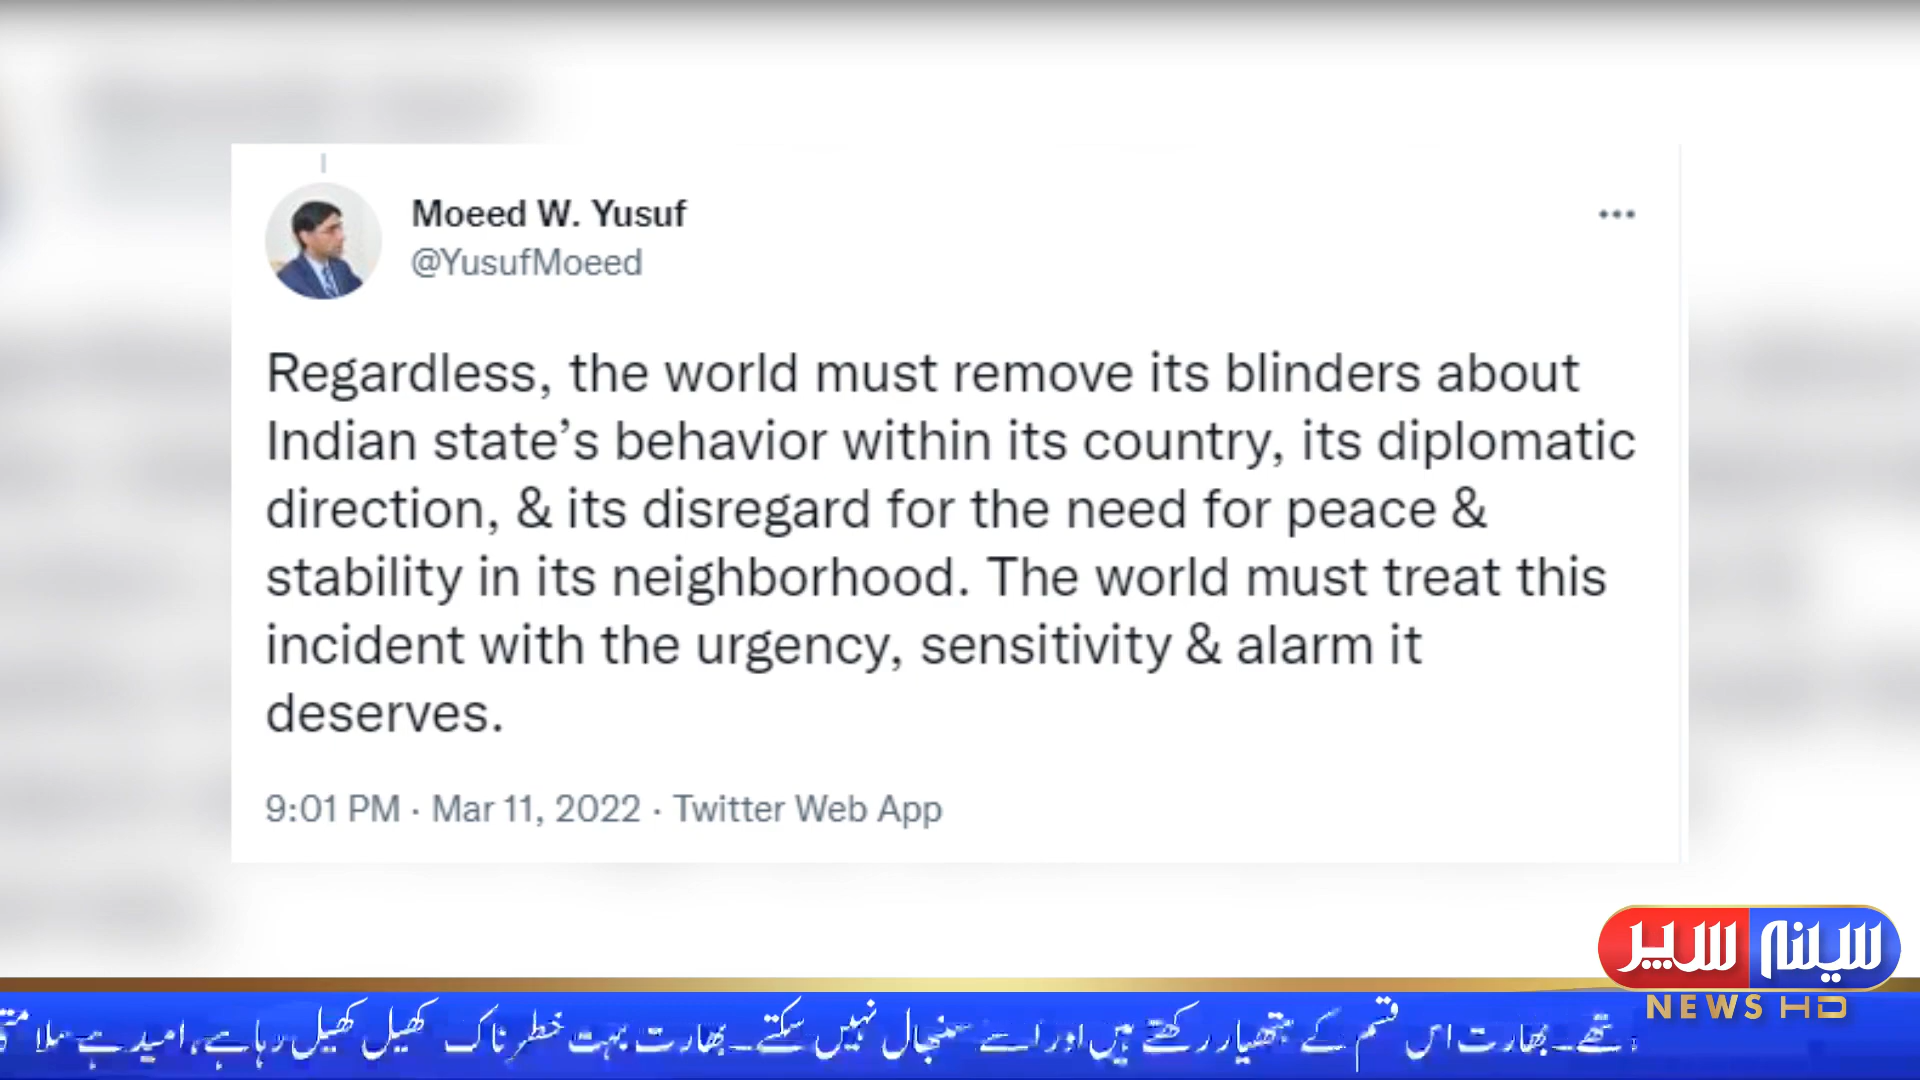 Moeed W. Yusuf
@YusufMoeed
Regardless, the world must remove its blinders about
Indian state’s behavior within its country, its diplomatic
direction, & its disregard for the need for peace &
stability in its neighborhood. The world must treat this
incident with the urgency, sensitivity & alarm it
deserves.
9:01 PM · Mar 11, 2022 · Twitter Web App
NEWS HD
تھے۔بھارت اس قسم کے ہتھیار رکھتے ہیں اور اسے سنبھال نہیں سکتے۔بھارت بہت خطرناک کھیل کھیل رہا ہے، امید ہے